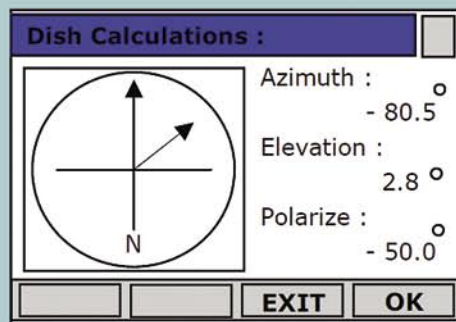 Dish Calculations :
Azimuth :
- 80.5°
Elevation :
2.8 °
Polarize :
- 50.0°
N
EXIT OK